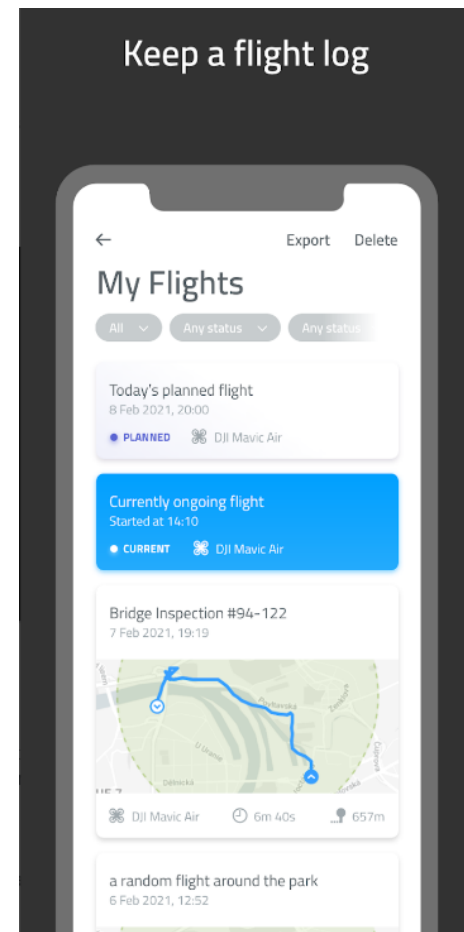 Keep a flight log
Export Delete
My Flights
All Any status Any status
Today's planned flight
8 Feb 2021, 20:00
PLANNED DJI Mavic Air
Currently ongoing flight
Started at 14:10
CURRENT DJI Mavic Air
Bridge Inspection #94-122
7 Feb 2021, 19:19
Povltavská
U Urame
Dělnická
DJI Mavic Air 6m 40s 657m
a random flight around the park
6 Feb 2021, 12:52